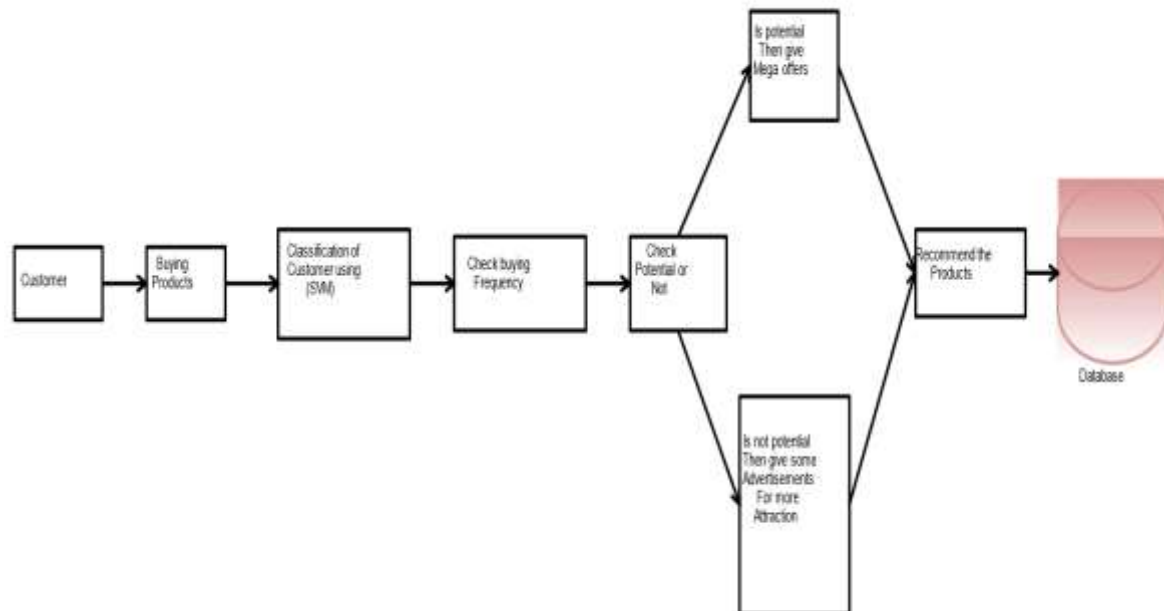 Customer
Buying
Products
Classification of
Customer using
(SVM)
Check buying
Frequency
Check
Potential or
Not
Is potential
Then give
Mega offers
Is not potential
Then give some
Advertisements
For more
Attraction
Recommend the
Products
Database